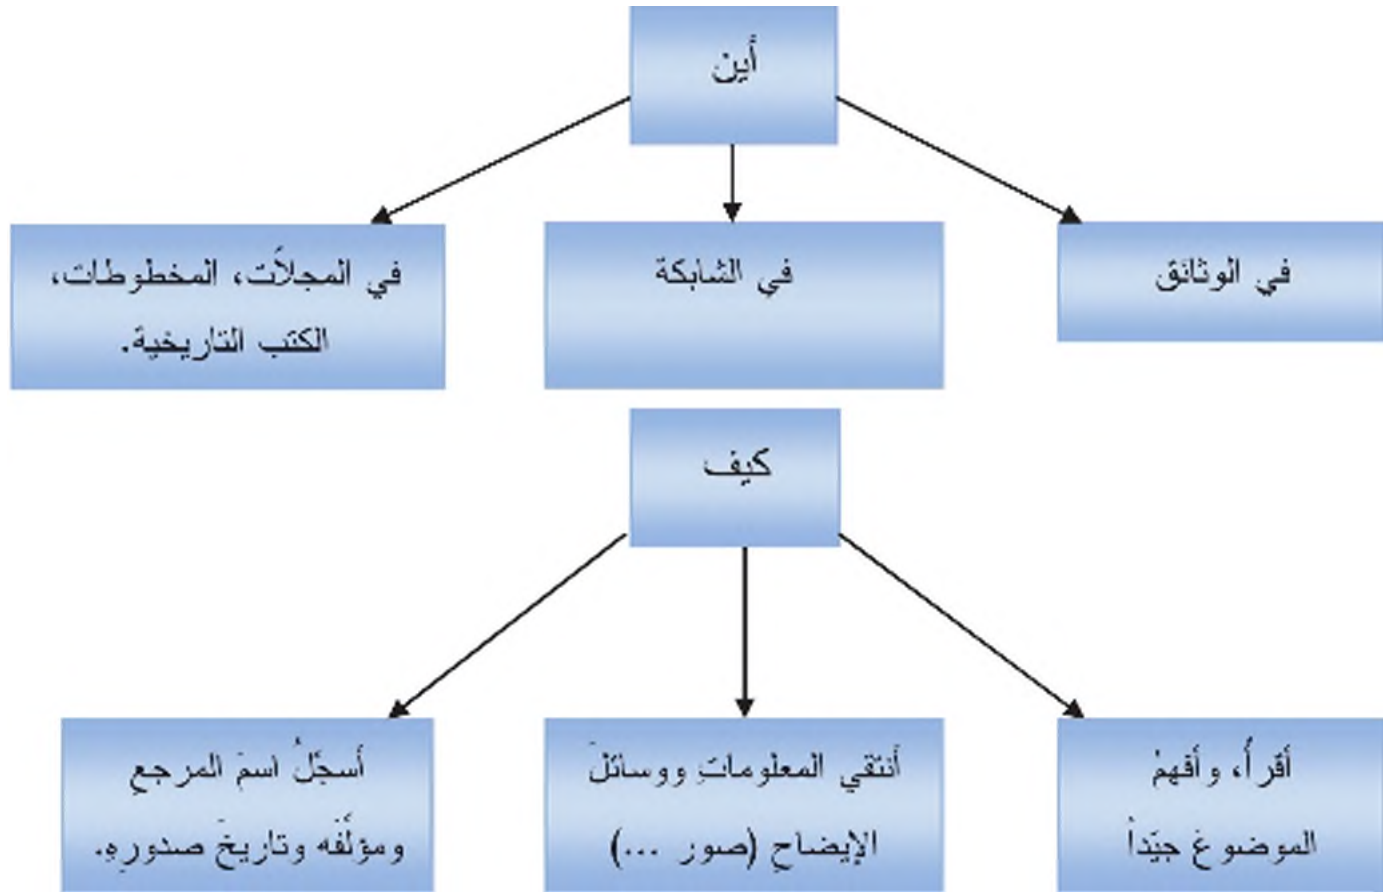 أين
في الوثائق
في الشابكة
في المجلاّت، المخطوطات،
الكتب التاريخية.
كيف
أقرأُ، وأفهمُ
الموضوعَ جيّداً
أنتقي المعلوماتِ ووسائلَ
الإيضاحِ (صور ...)
أسجّلُ اسمَ المرجعِ
ومؤلّفَه وتاريخَ صدورِهِ.